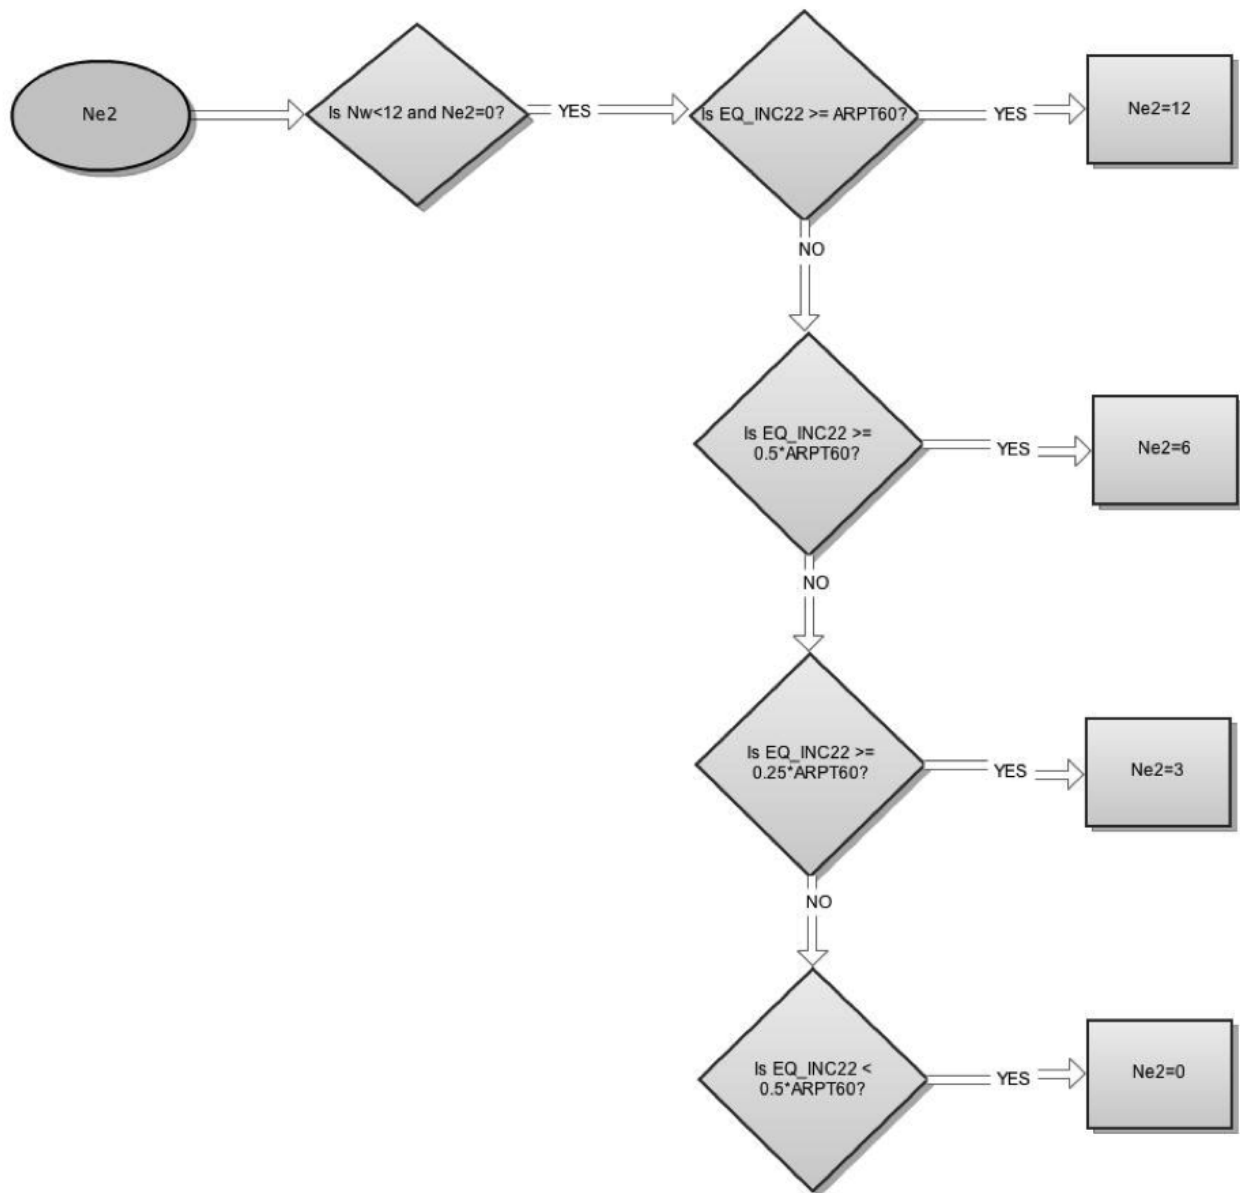 Ne2
Is Nw<12 and Ne2=0?
YES
Is EQ_INC22 >= ARPT60?
YES
Ne2=12
NO
Is EQ_INC22 >=
0.5*ARPT60?
YES
Ne2=6
NO
Is EQ_INC22 >=
0.25*ARPT60?
YES
Ne2=3
NO
Is EQ_INC22 <
0.5*ARPT60?
YES
Ne2=0